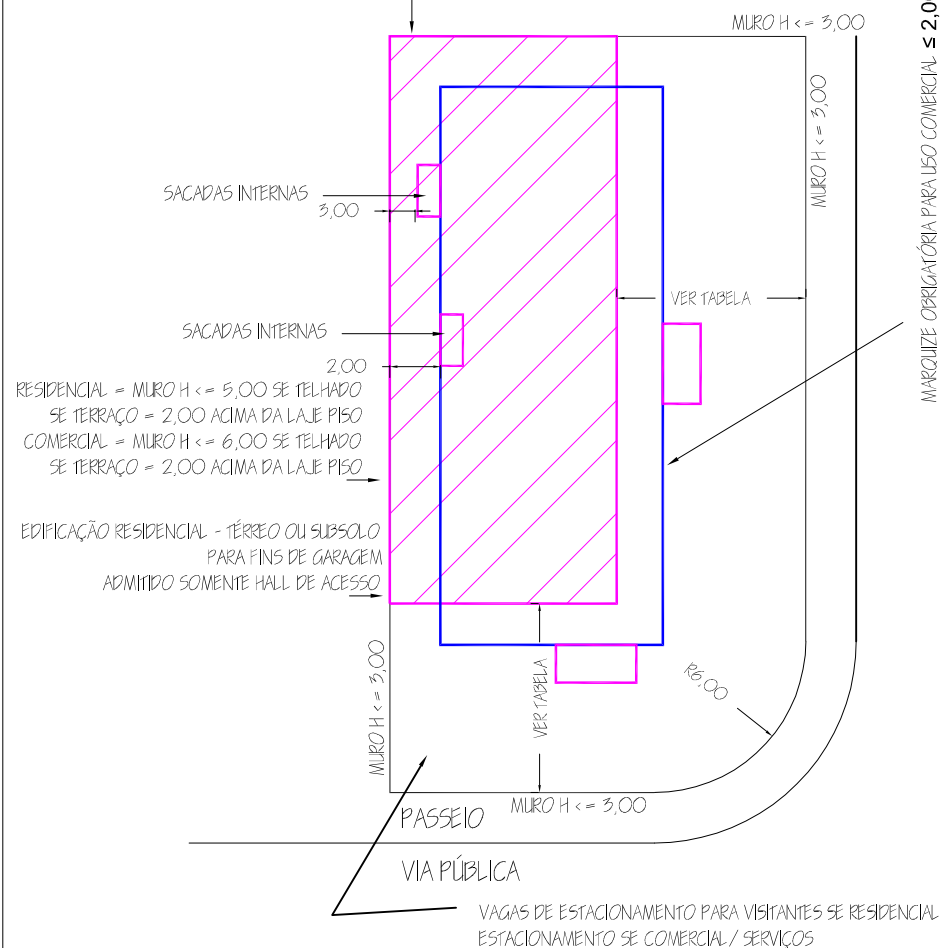 MURO H <= 3,00
MURO H <= 3,00
MARQUIZE OBRIGATÓRIA PARA USO COMERCIAL ≤ 2,0
SACADAS INTERNAS
3,00
VER TABELA
SACADAS INTERNAS
2,00
RESIDENCIAL = MURO H <= 5,00 SE TELHADO
SE TERRAÇO = 2,00 ACIMA DA LAJE PISO
COMERCIAL = MURO H <= 6,00 SE TELHADO
SE TERRAÇO = 2,00 ACIMA DA LAJE PISO
EDIFICAÇÃO RESIDENCIAL - TÉRREO OU SUBSOLO
PARA FINS DE GARAGEM
ADMITIDO SOMENTE HALL DE ACESSO
MURO H <= 3,00
VER TABELA
R6,00
MURO H <= 3,00
PASSEIO
VIA PÚBLICA
VAGAS DE ESTACIONAMENTO PARA VISITANTES SE RESIDENCIAL
ESTACIONAMENTO SE COMERCIAL / SERVIÇOS